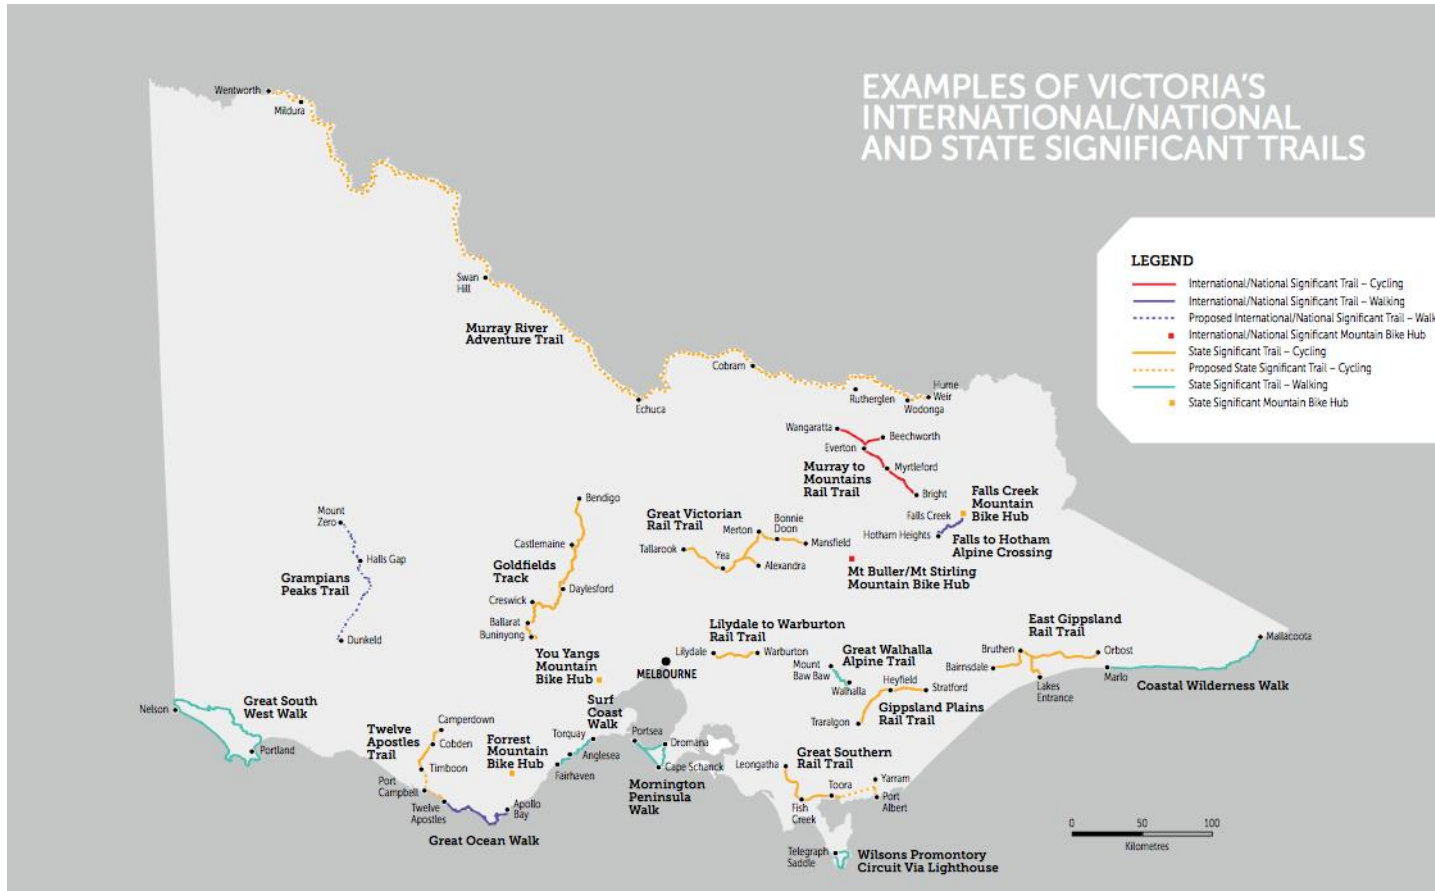 EXAMPLES OF VICTORIA'S
INTERNATIONAL/NATIONAL
AND STATE SIGNIFICANT TRAILS
LEGEND
International/National Significant Trail – Cycling
International/National Significant Trail – Walking
Proposed International/National Significant Trail – Walk
International/National Significant Mountain Bike Hub
State Significant Trail – Cycling
Proposed State Significant Trail – Cycling
State Significant Trail – Walking
State Significant Mountain Bike Hub
Wentworth
Mildura
Swan
Hill
Murray River
Adventure Trail
Echuca
Cobram
Rutherglen
Wodonga
Hume
Weir
Wangaratta
Beechworth
Everton
Myrtleford
Bright
Murray to
Mountains
Rail Trail
Falls Creek
Mountain
Bike Hub
Falls Creek
Hotham Heights
Falls to Hotham
Alpine Crossing
Mount
Zero
Halls Gap
Grampians
Peaks Trail
Dunkeld
Bendigo
Castlemaine
Goldfields
Track
Daylesford
Creswick
Ballarat
Buninyong
Great Victorian
Rail Trail
Tallarook
Yea
Merton
Bonnie
Doon
Mansfield
Alexandra
Mt Buller/Mt Stirling
Mountain Bike Hub
You Yangs
Mountain
Bike Hub
MELBOURNE
Lilydale to Warburton
Rail Trail
Lilydale
Warburton
Great Walhalla
Alpine Trail
Mount
Baw Baw
Walhalla
Heyfield
Stratford
Gippsland Plains
Rail Trail
Traralgon
East Gippsland
Rail Trail
Bruthen
Bairnsdale
Orbost
Lakes
Entrance
Marlo
Mallacoota
Coastal Wilderness Walk
Nelson
Great South
West Walk
Portland
Twelve
Apostles
Trail
Camperdown
Cobden
Timboon
Port
Campbell
Twelve
Apostles
Apollo
Bay
Great Ocean Walk
Forrest
Mountain
Bike Hub
Surf
Coast
Walk
Torquay
Anglesea
Fairhaven
Portsea
Dromana
Cape Schanck
Mornington
Peninsula
Walk
Great Southern
Rail Trail
Leongatha
Fish
Creek
Toora
Yarram
Port
Albert
Telegraph
Saddle
Wilsons Promontory
Circuit Via Lighthouse
0 50 100
Kilometres